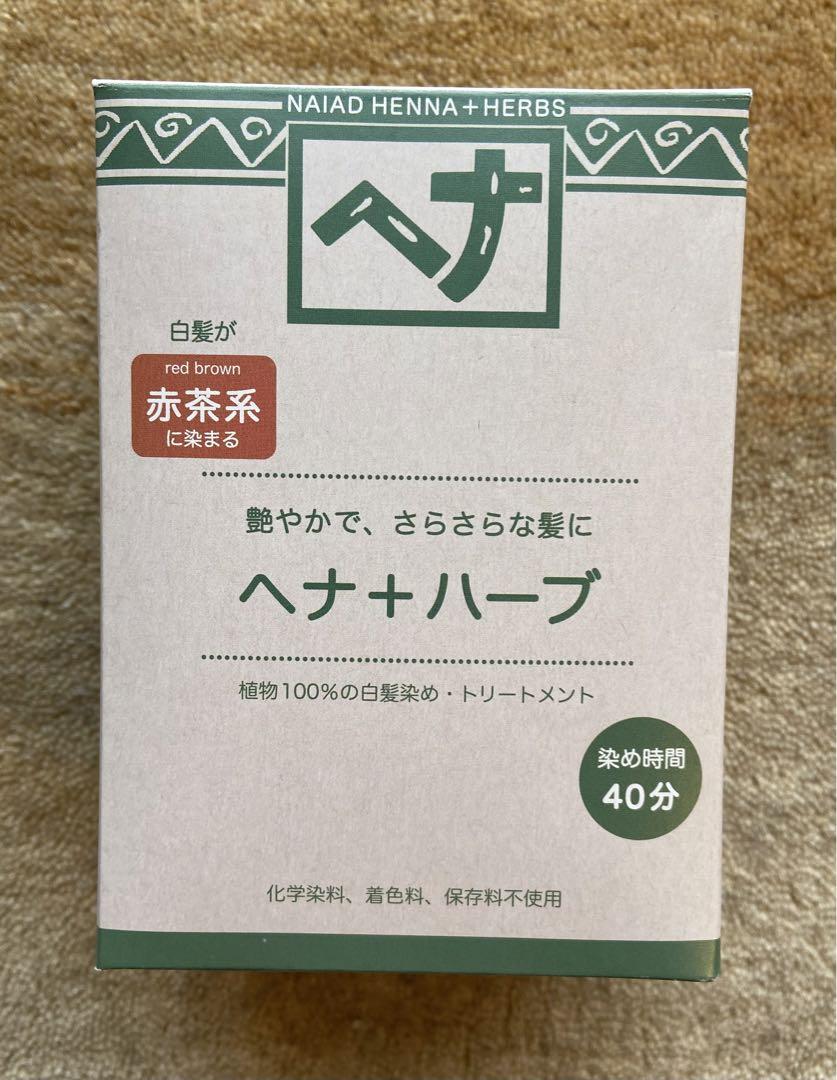 NAIAD HENNA+HERBS
ヘナ
白髪が
red brown
赤茶系
に染まる
艶やかで、さらさらな髪に
ヘナ+ハーブ
植物100%の白髪染め・トリートメント
染め時間
40分
化学染料、着色料、保存料不使用